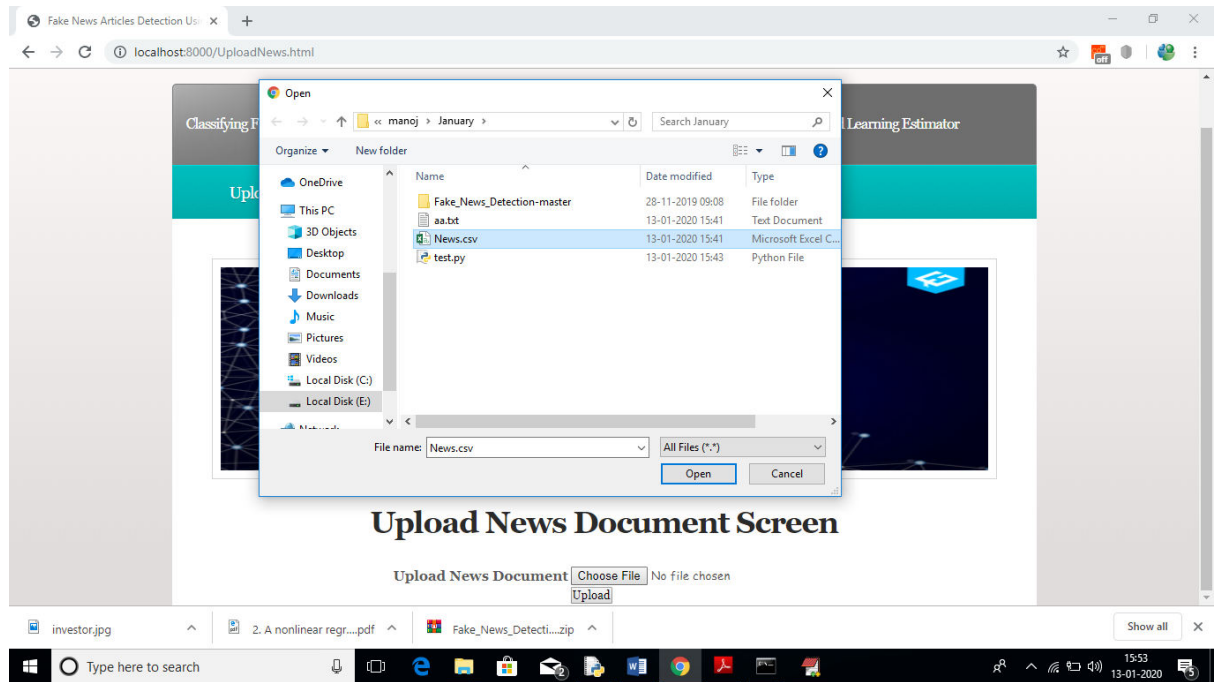 Fake News Articles Detection Us
localhost:8000/UploadNews.html
off
Classifying F
l Learning Estimator
Uplo
Open
« manoj › January ›
Search January
Organize
New folder
Name
Date modified
Type
OneDrive
This PC
3D Objects
Desktop
Documents
Downloads
Music
Pictures
Videos
Local Disk (C:)
Local Disk (E:)
Network
Fake_News_Detection-master 28-11-2019 09:08 File folder
aa.txt 13-01-2020 15:41 Text Document
News.csv 13-01-2020 15:41 Microsoft Excel C...
test.py 13-01-2020 15:43 Python File
File name: News.csv
All Files (*.*)
Open
Cancel
Upload News Document Screen
Upload News Document Choose File No file chosen
Upload
investor.jpg
2. A nonlinear regr....pdf
Fake_News_Detecti....zip
Show all
Type here to search
2
15:53
13-01-2020
5